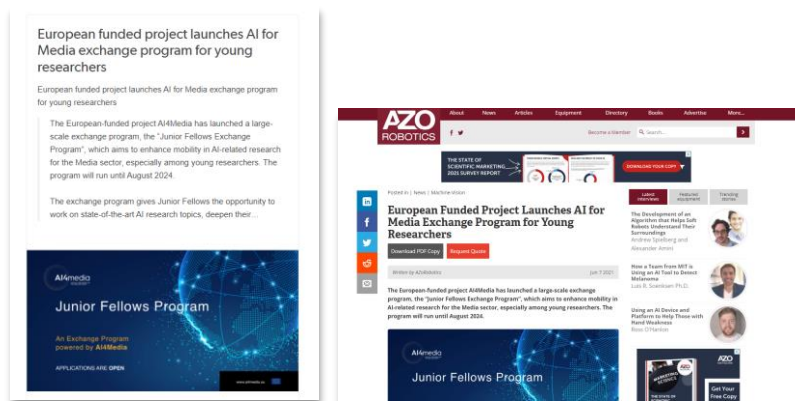 European funded project launches AI for
Media exchange program for young
researchers
European funded project launches AI for Media exchange program
for young researchers
The European-funded project AI4Media has launched a large-
scale exchange program, the "Junior Fellows Exchange
Program", which aims to enhance mobility in AI-related research
for the Media sector, especially among young researchers. The
program will run until August 2024.
The exchange program gives Junior Fellows the opportunity to
work on state-of-the-art AI research topics, deepen their...
AI4media
Junior Fellows Program
An Exchange Program
powered by AI4Media
APPLICATIONS ARE OPEN
www.ai4media.eu
AZO
ROBOTICS
About News Articles Equipment Directory Books Advertise More...
Become a Member
Search...
THE STATE OF
SCIENTIFIC MARKETING
2021 SURVEY REPORT
DOWNLOAD YOUR COPY
Posted in | News | Machine-Vision
European Funded Project Launches AI for
Media Exchange Program for Young
Researchers
Download PDF Copy
Request Quote
Written by AZoRobotics
Jun 7 2021
The European-funded project AI4Media has launched a large-scale exchange
program, the "Junior Fellows Exchange Program", which aims to enhance mobility in
AI-related research for the Media sector, especially among young researchers. The
program will run until August 2024.
AI4media
Junior Fellows Program
Latest
Interviews
Featured
Equipment
Trending
Stories
The Development of an
Algorithm that Helps Soft
Robots Understand Their
Surroundings
Andrew Spielberg and
Alexander Amini
How a Team from MIT is
Using an AI Tool to Detect
Melanoma
Luis R. Soenksen Ph.D.
Using an AI Device and
Platform to Help Those with
Hand Weakness
Ross O'Hanlon
AZO
MARKETING
SCIENCE
THE STATE OF
Get Your
Free Copy